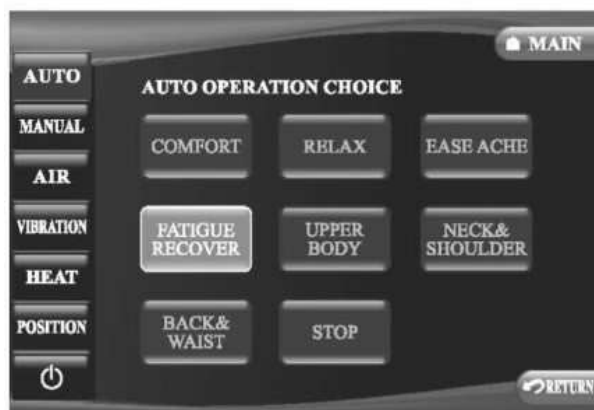 MAIN
AUTO
MANUAL
AIR
VIBRATION
HEAT
POSITION
AUTO OPERATION CHOICE
COMFORT
RELAX
EASE ACHE
FATIGUE
RECOVER
UPPER
BODY
NECK&
SHOULDER
BACK&
WAIST
STOP
RETURN